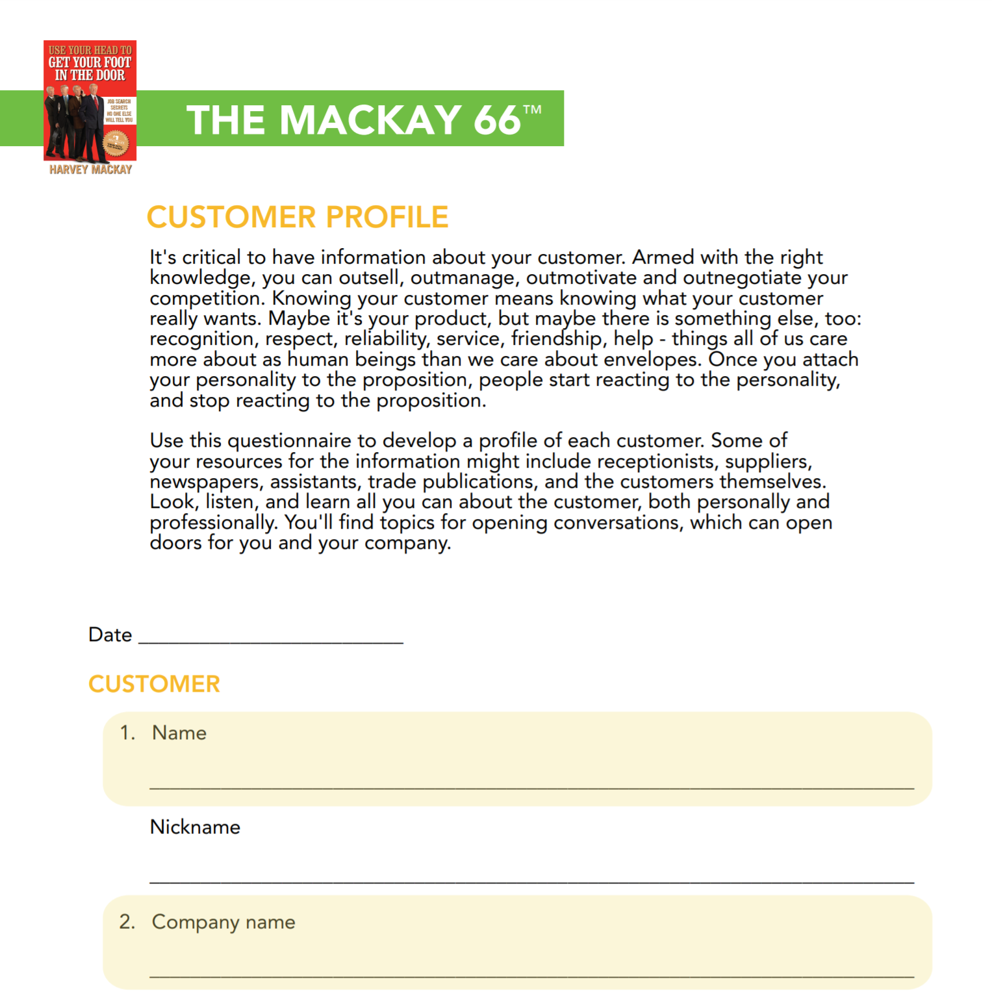 USE YOUR HEAD TO
GET YOUR FOOT
IN THE DOOR
JOB SEARCH
SECRETS
NO ONE ELSE
WILL TELL YOU
HARVEY MACKAY
THE MACKAY 66™
CUSTOMER PROFILE
It's critical to have information about your customer. Armed with the right
knowledge, you can outsell, outmanage, outmotivate and outnegotiate your
competition. Knowing your customer means knowing what your customer
really wants. Maybe it's your product, but maybe there is something else, too:
recognition, respect, reliability, service, friendship, help - things all of us care
more about as human beings than we care about envelopes. Once you attach
your personality to the proposition, people start reacting to the personality,
and stop reacting to the proposition.
Use this questionnaire to develop a profile of each customer. Some of
your resources for the information might include receptionists, suppliers,
newspapers, assistants, trade publications, and the customers themselves.
Look, listen, and learn all you can about the customer, both personally and
professionally. You'll find topics for opening conversations, which can open
doors for you and your company.
Date
CUSTOMER
1. Name
Nickname
2. Company name